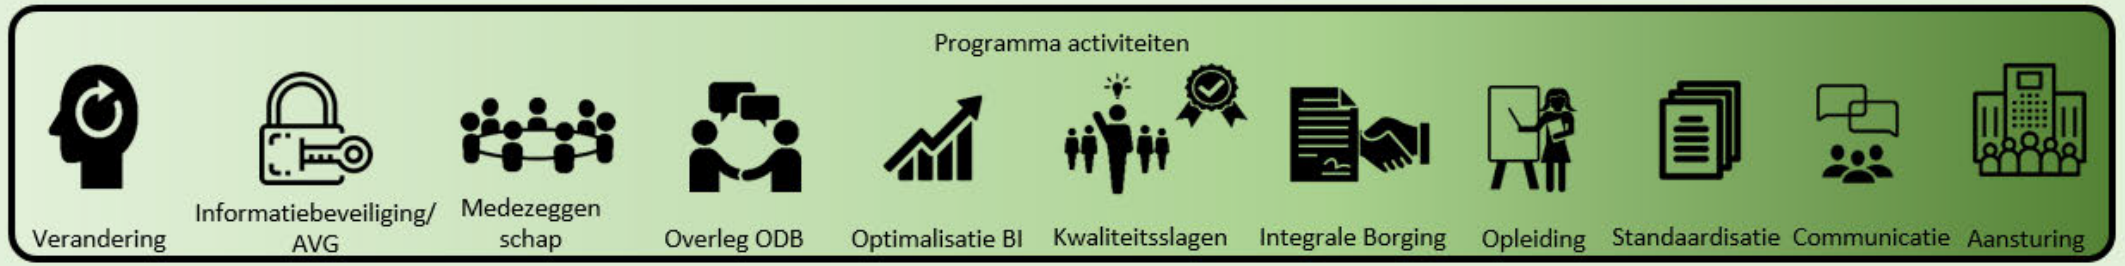 Programma activiteiten
Verandering
Informatiebeveiliging/
AVG
Medezeggen
schap
Overleg ODB
Optimalisatie BI
Kwaliteitsslagen
Integrale Borging
Opleiding
Standaardisatie
Communicatie
Aansturing